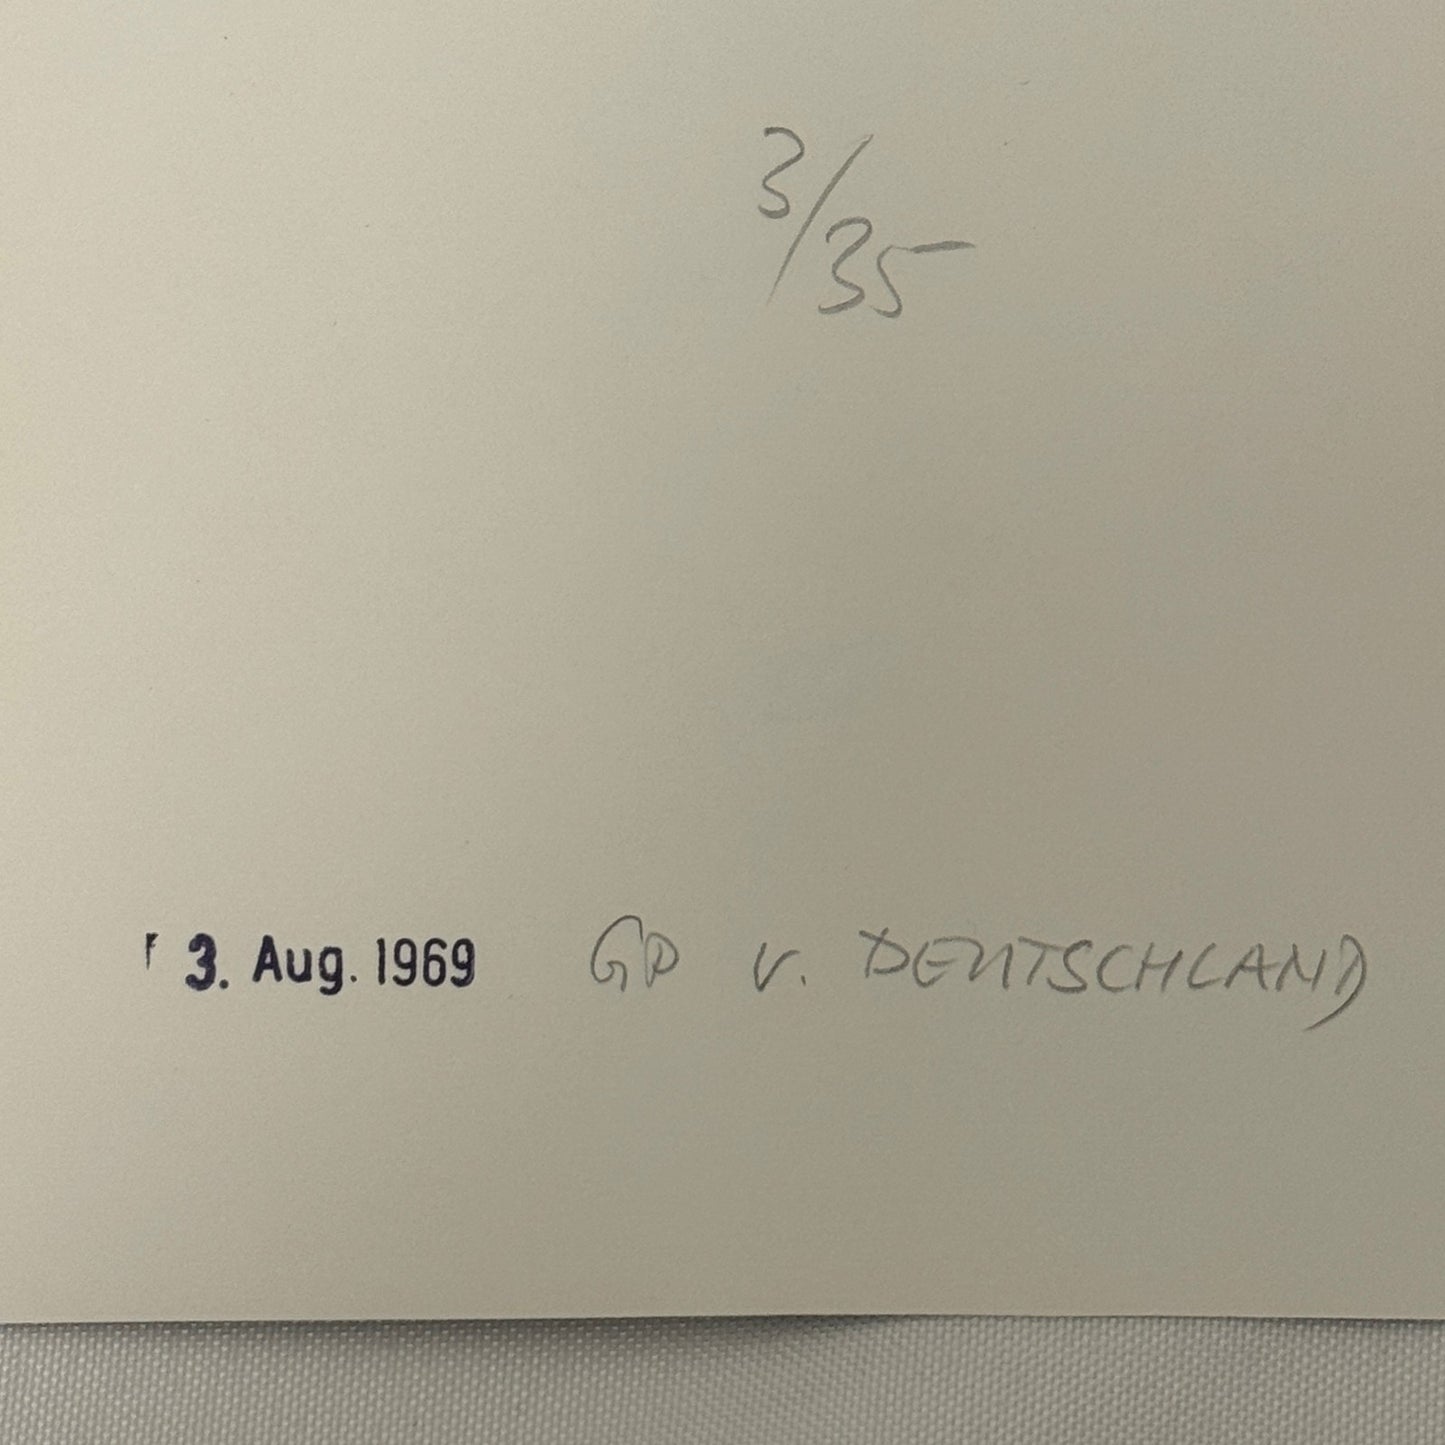 3/35
3. Aug. 1969 GP v. DEUTSCHLAND